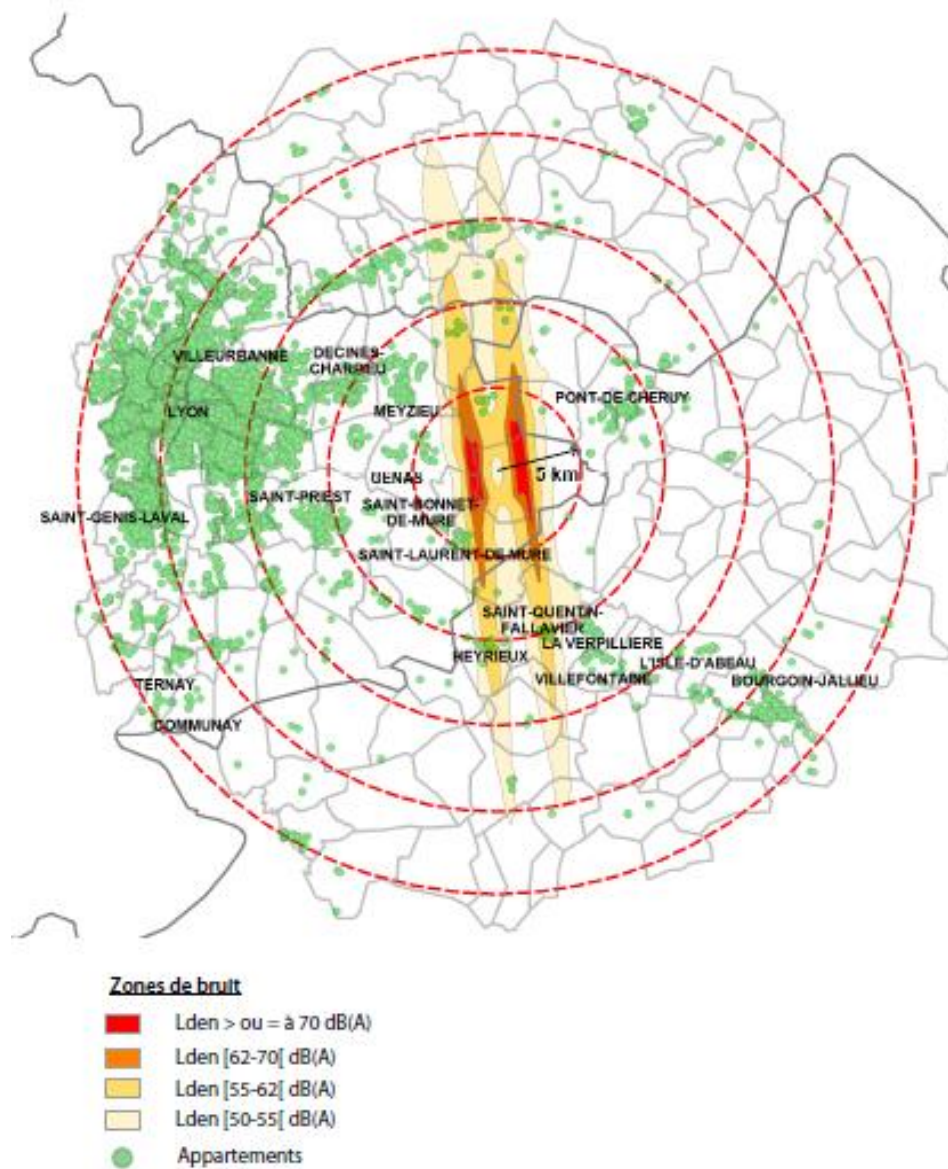 VILLEURBANNE
DECINES-
CHARPIEU
LYON
MEYZIEU
PONT-DE-CHERUY
5 km
GENAS
SAINT-PRIEST
SAINT-BONNET-
DE-MURE
SAINT-GENIS-LAVAL
SAINT-LAURENT-DE-MURE
SAINT-QUENTIN-
FALLAVIER
LA VERPILLIERE
HEYRIEUX
L'ISLE-D'ABEAU
VILLEFONTAINE
BOURGOIN-JALLIEU
TERNAY
COMMUNAY
Zones de bruit
Lden > ou = à 70 dB(A)
Lden [62-70[ dB(A)
Lden [55-62[ dB(A)
Lden [50-55[ dB(A)
Appartements